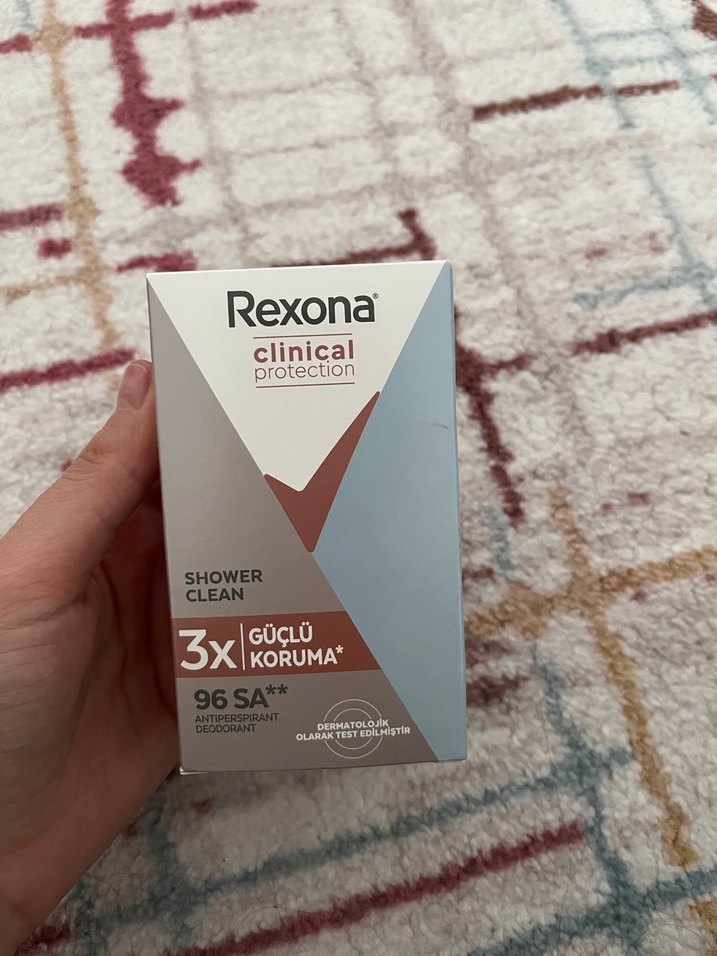 Rexona®
clinical
protection
SHOWER
CLEAN
3x GÜÇLÜ
KORUMA*
96 SA**
ANTIPERSPIRANT
DEODORANT
DERMATOLOJİK
OLARAK TEST EDİLMİŞTİR